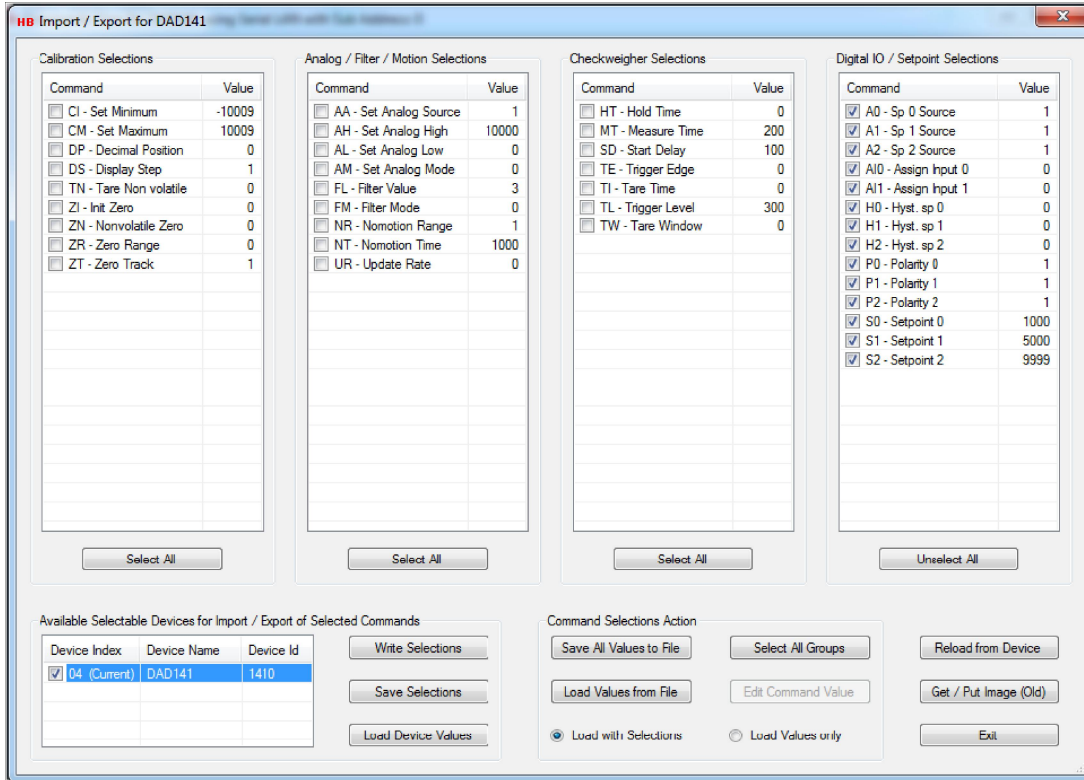 HB Import / Export for DAD141
Calibration Selections
Command Value
CI - Set Minimum -10009
CM - Set Maximum 10009
DP - Decimal Position 0
DS - Display Step 1
TN - Tare Non volatile 0
ZI - Init Zero 0
ZN - Nonvolatile Zero 0
ZR - Zero Range 0
ZT - Zero Track 1
Select All
Analog / Filter / Motion Selections
Command Value
AA - Set Analog Source 1
AH - Set Analog High 10000
AL - Set Analog Low 0
AM - Set Analog Mode 0
FL - Filter Value 3
FM - Filter Mode 0
NR - Nomotion Range 1
NT - Nomotion Time 1000
UR - Update Rate 0
Select All
Checkweigher Selections
Command Value
HT - Hold Time 0
MT - Measure Time 200
SD - Start Delay 100
TE - Trigger Edge 0
TI - Tare Time 0
TL - Trigger Level 300
TW - Tare Window 0
Select All
Digital IO / Setpoint Selections
Command Value
A0 - Sp 0 Source 1
A1 - Sp 1 Source 1
A2 - Sp 2 Source 1
AI0 - Assign Input 0 0
AI1 - Assign Input 1 0
H0 - Hyst. sp 0 0
H1 - Hyst. sp 1 0
H2 - Hyst. sp 2 0
P0 - Polarity 0 1
P1 - Polarity 1 1
P2 - Polarity 2 1
S0 - Setpoint 0 1000
S1 - Setpoint 1 5000
S2 - Setpoint 2 9999
Unselect All
Available Selectable Devices for Import / Export of Selected Commands
Device Index Device Name Device Id
04 (Current) DAD141 1410
Write Selections
Save Selections
Load Device Values
Command Selections Action
Save All Values to File
Select All Groups
Load Values from File
Edit Command Value
Load with Selections
Load Values only
Reload from Device
Get / Put Image (Old)
Exit